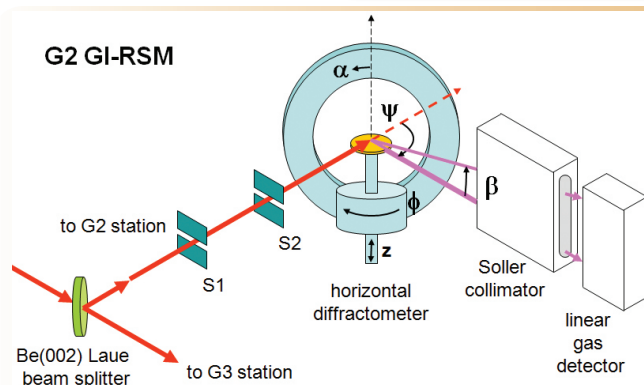 G2 GI-RSM
α
ψ
to G2 station
S1
S2
ϕ
z
β
horizontal
diffractometer
Soller
collimator
linear
gas
detector
Be(002) Laue
beam splitter
to G3 station